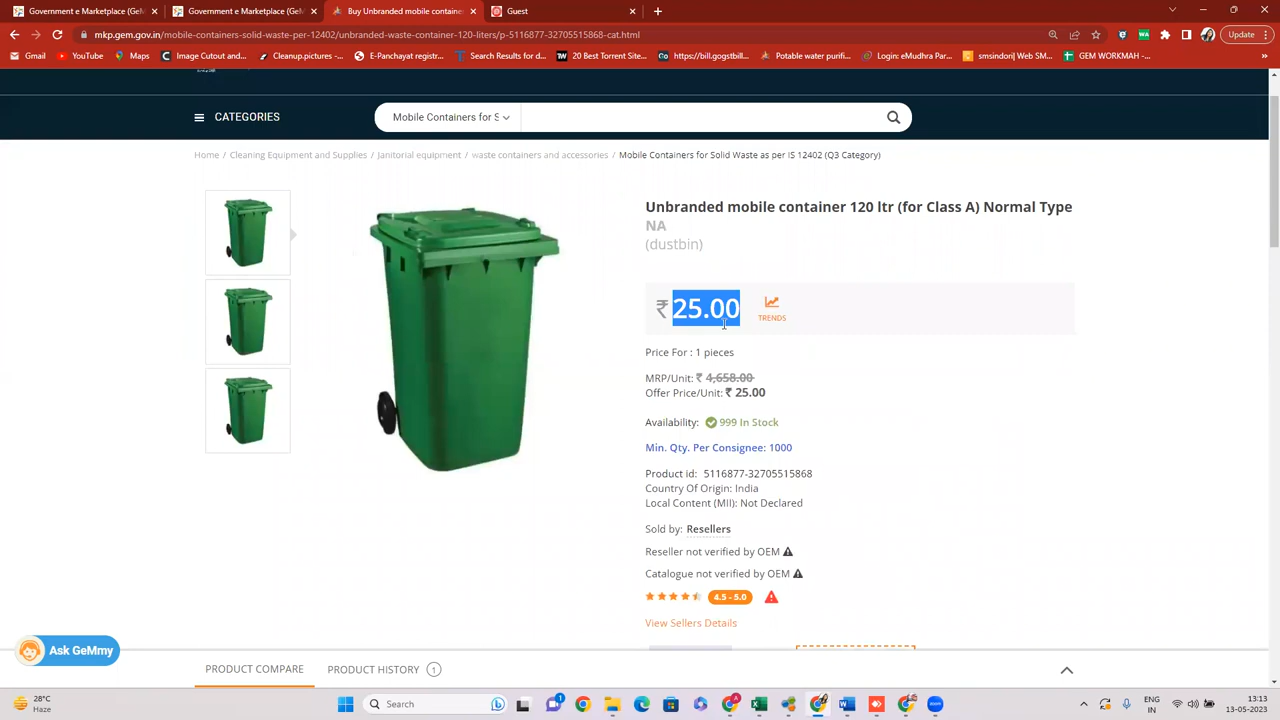 Government e Marketplace (GeM
Government e-Marketplace (GeM)
Buy Unbranded mobile container
Guest
mkp.gem.gov.in/mobile-containers-solid-waste-per-12402/unbranded-waste-container-120-liters/p-5116877-32705515868-cat.html
Update
Gmail
YouTube
Maps
Image Cutout and...
Cleanup.pictures -...
E-Panchayat registr...
Search Results for...
20 Best Torrent Site...
https://bill.gogstbill...
Potable water purifi...
Login: eMudhra Par...
smsindori| Web SM...
GEM WORKMAH -...
»
CATEGORIES
Mobile Containers for S
Home / Cleaning Equipment and Supplies / Janitorial equipment / waste containers and accessories / Mobile Containers for Solid Waste as per IS 12402 (Q3 Category)
Unbranded mobile container 120 ltr (for Class A) Normal Type
NA
(dustbin)
₹ 25.00
TRENDS
Price For : 1 pieces
MRP/Unit: ₹ 4,658.00
Offer Price/Unit: ₹ 25.00
Availability: 999 In Stock
Min. Qty. Per Consignee: 1000
Product id: 5116877-32705515868
Country Of Origin: India
Local Content (MII): Not Declared
Sold by: Resellers
Reseller not verified by OEM
Catalogue not verified by OEM
4.5 - 5.0
View Sellers Details
Ask GeMmy
PRODUCT COMPARE
PRODUCT HISTORY 1
28°C
Haze
Search
ENG
IN
13:13
13-05-2023